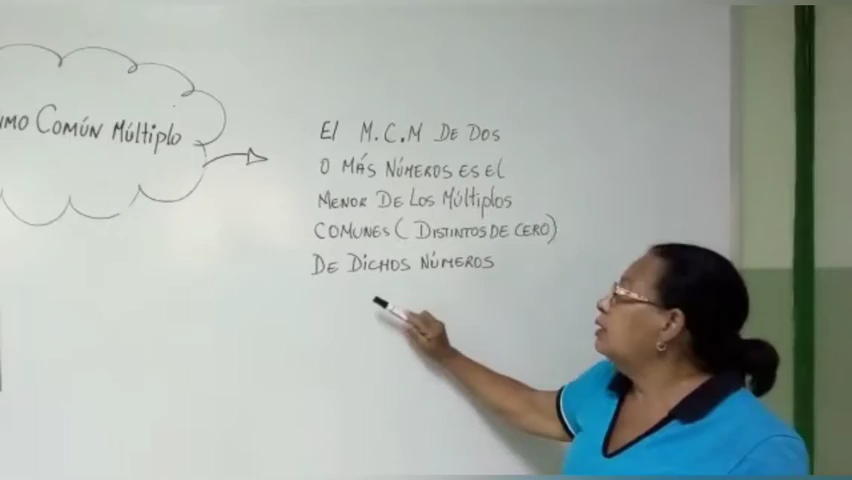 Común Múltiplo
El M.C.M De Dos
o Más Números es el
Menor De Los Múltiplos
Comunes ( Distintos de cero)
De Dichos Números